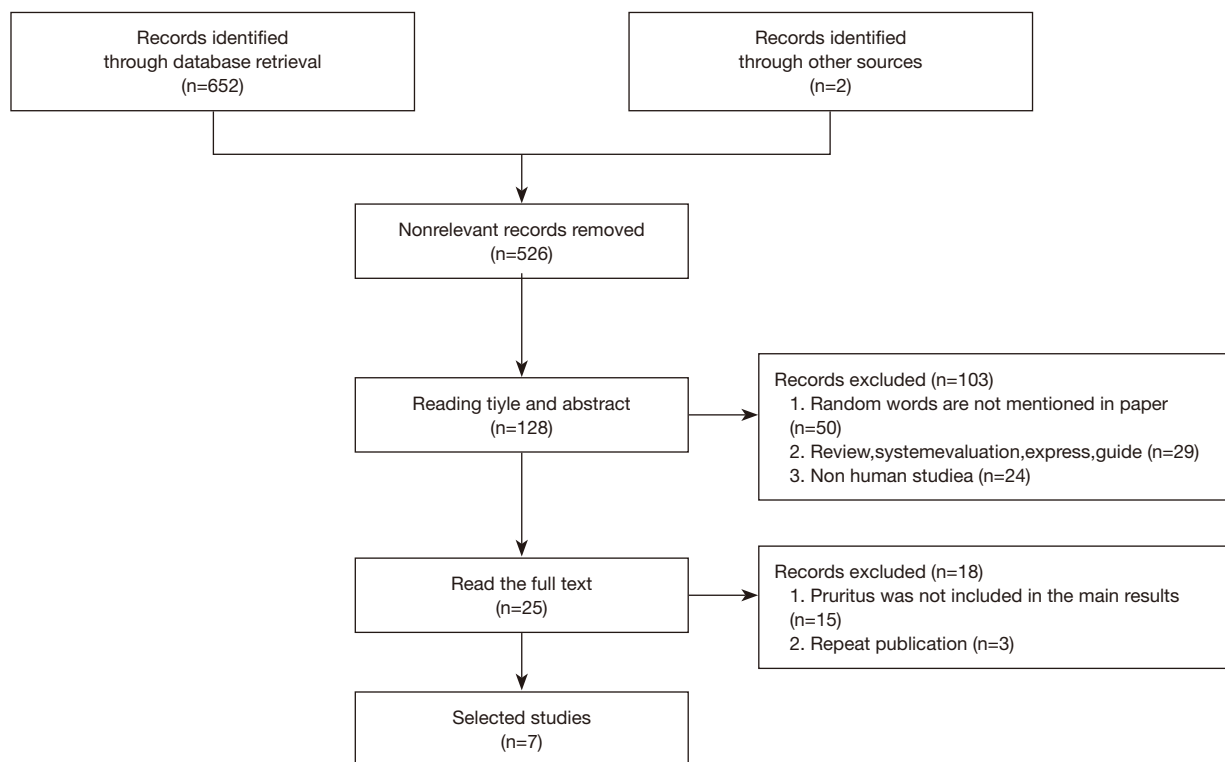 Records identified
through database retrieval
(n=652)
Records identified
through other sources
(n=2)
Nonrelevant records removed
(n=526)
Reading tiyle and abstract
(n=128)
Records excluded (n=103)
1. Random words are not mentioned in paper
(n=50)
2. Review,systemevaluation,express,guide (n=29)
3. Non human studiea (n=24)
Read the full text
(n=25)
Records excluded (n=18)
1. Pruritus was not included in the main results
(n=15)
2. Repeat publication (n=3)
Selected studies
(n=7)